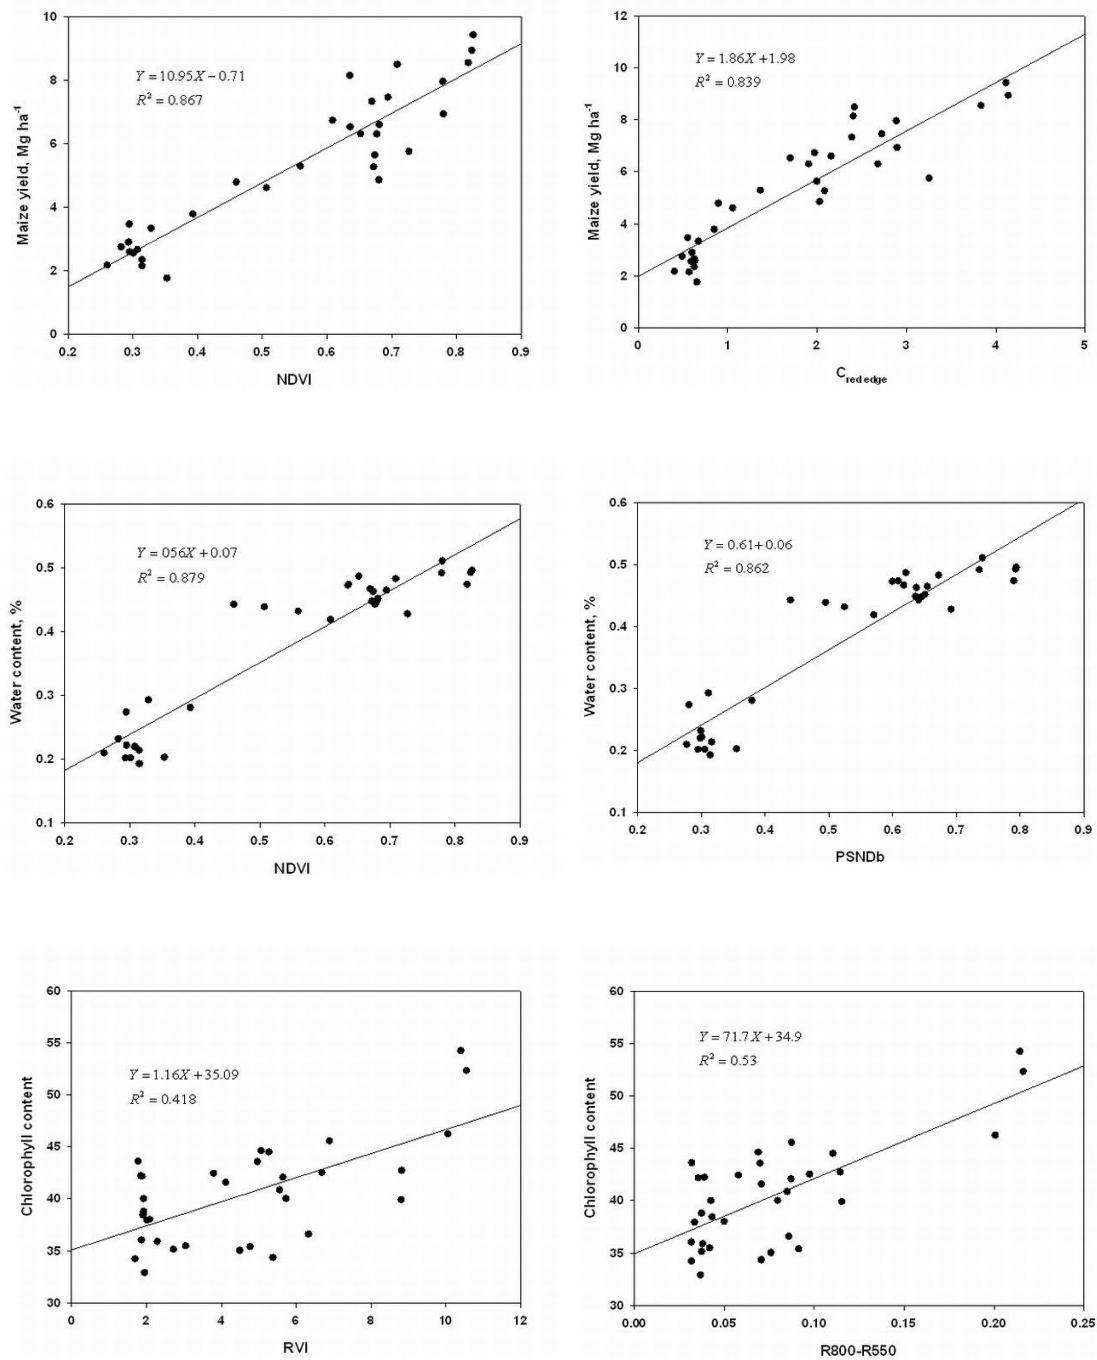 10
8
6
4
2
0
Maize yield, Mg ha⁻¹
Y = 10.95X − 0.71
R² = 0.867
0.2 0.3 0.4 0.5 0.6 0.7 0.8 0.9
NDVI
12
10
8
6
4
2
0
Maize yield, Mg ha⁻¹
Y = 1.86X + 1.98
R² = 0.839
0 1 2 3 4 5
C red edge
0.6
0.5
0.4
0.3
0.2
0.1
Water content, %
Y = 056X + 0.07
R² = 0.879
0.2 0.3 0.4 0.5 0.6 0.7 0.8 0.9
NDVI
0.6
0.5
0.4
0.3
0.2
0.1
Water content, %
Y = 0.61 + 0.06
R² = 0.862
0.2 0.3 0.4 0.5 0.6 0.7 0.8 0.9
PSNDb
60
55
50
45
40
35
30
Chlorophyll content
Y = 1.16X + 35.09
R² = 0.418
0 2 4 6 8 10 12
RVI
60
55
50
45
40
35
30
Chlorophyll content
Y = 71.7X + 34.9
R² = 0.53
0.00 0.05 0.10 0.15 0.20 0.25
R800-R550